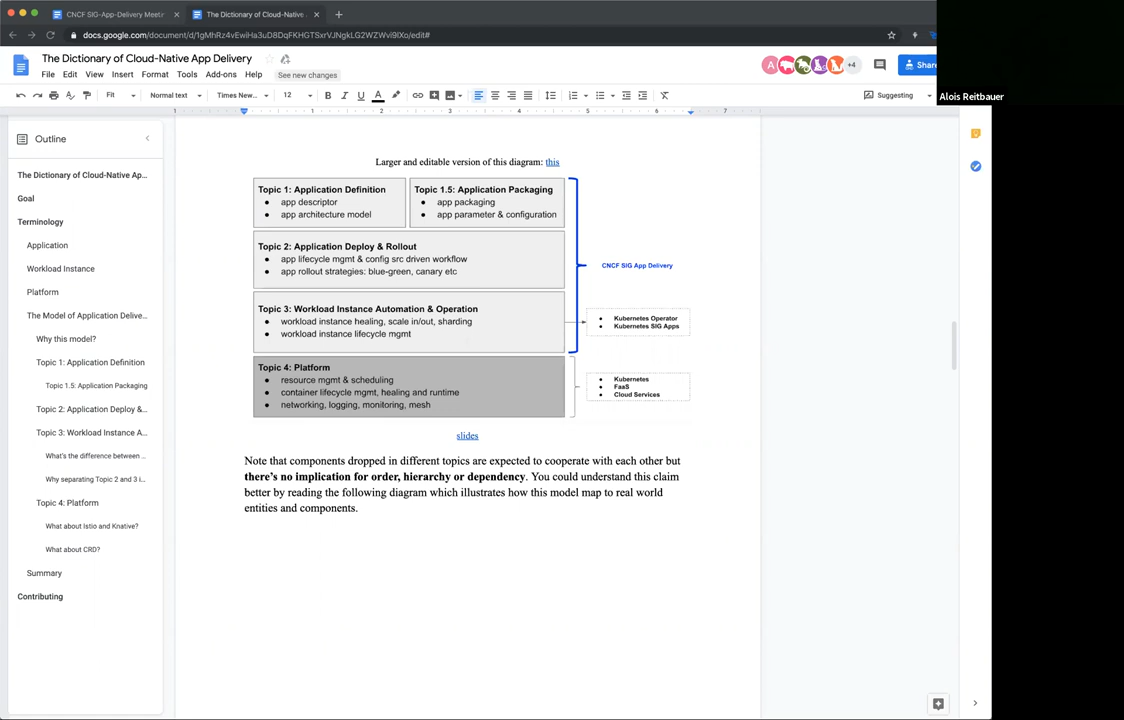 CNCF SIG-App-Delivery Meeti
The Dictionary of Cloud-Native
docs.google.com/document/d/1gMhRz4vEwiHa3uD8DqFKHGTSxrVJNgkLG2WZWvi9lXo/edit#
The Dictionary of Cloud-Native App Delivery
File Edit View Insert Format Tools Add-ons Help See new changes
A +4 Share
Alois Reitbauer
Fit Normal text Times New... 12 B I U A Suggesting
1 1 2 3 4 5 6 7
Outline
The Dictionary of Cloud-Native Ap...
Goal
Terminology
Application
Workload Instance
Platform
The Model of Application Delive...
Why this model?
Topic 1: Application Definition
Topic 1.5: Application Packaging
Topic 2: Application Deploy &...
Topic 3: Workload Instance A...
What's the difference between ...
Why separating Topic 2 and 3 i...
Topic 4: Platform
What about Istio and Knative?
What about CRD?
Summary
Contributing
Larger and editable version of this diagram: this
Topic 1: Application Definition
● app descriptor
● app architecture model
Topic 1.5: Application Packaging
● app packaging
● app parameter & configuration
Topic 2: Application Deploy & Rollout
● app lifecycle mgmt & config src driven workflow
● app rollout strategies: blue-green, canary etc
CNCF SIG App Delivery
Topic 3: Workload Instance Automation & Operation
● workload instance healing, scale in/out, sharding
● workload instance lifecycle mgmt
● Kubernetes Operator
● Kubernetes SIG Apps
Topic 4: Platform
● resource mgmt & scheduling
● container lifecycle mgmt, healing and runtime
● networking, logging, monitoring, mesh
● Kubernetes
● FaaS
● Cloud Services
slides
Note that components dropped in different topics are expected to cooperate with each other but
there's no implication for order, hierarchy or dependency. You could understand this claim
better by reading the following diagram which illustrates how this model map to real world
entities and components.